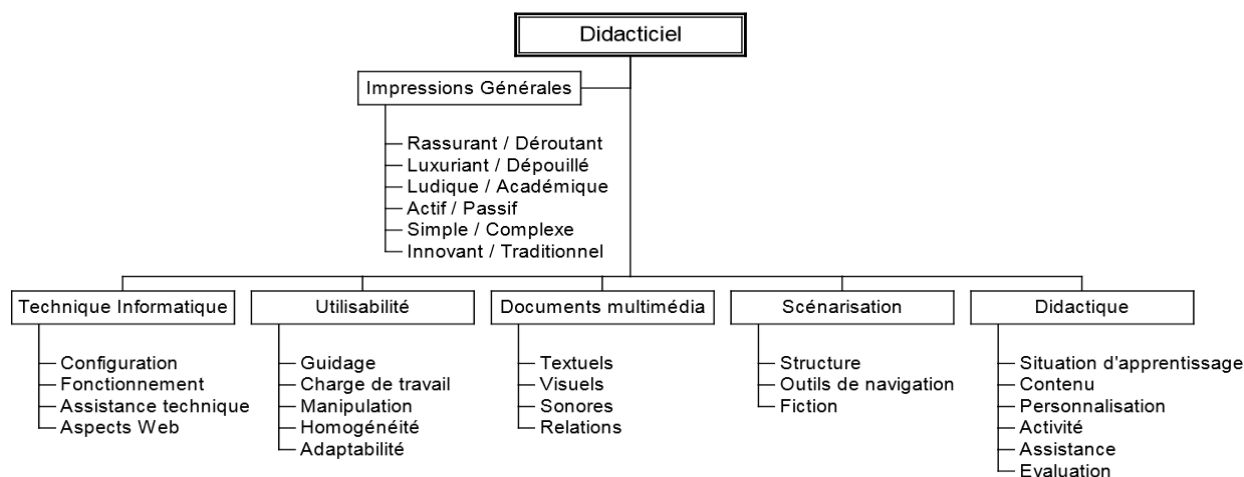 Didacticiel
Impressions Générales
Rassurant / Déroutant
Luxuriant / Dépouillé
Ludique / Académique
Actif / Passif
Simple / Complexe
Innovant / Traditionnel
Technique Informatique
Configuration
Fonctionnement
Assistance technique
Aspects Web
Utilisabilité
Guidage
Charge de travail
Manipulation
Homogénéité
Adaptabilité
Documents multimédia
Textuels
Visuels
Sonores
Relations
Scénarisation
Structure
Outils de navigation
Fiction
Didactique
Situation d'apprentissage
Contenu
Personnalisation
Activité
Assistance
Evaluation